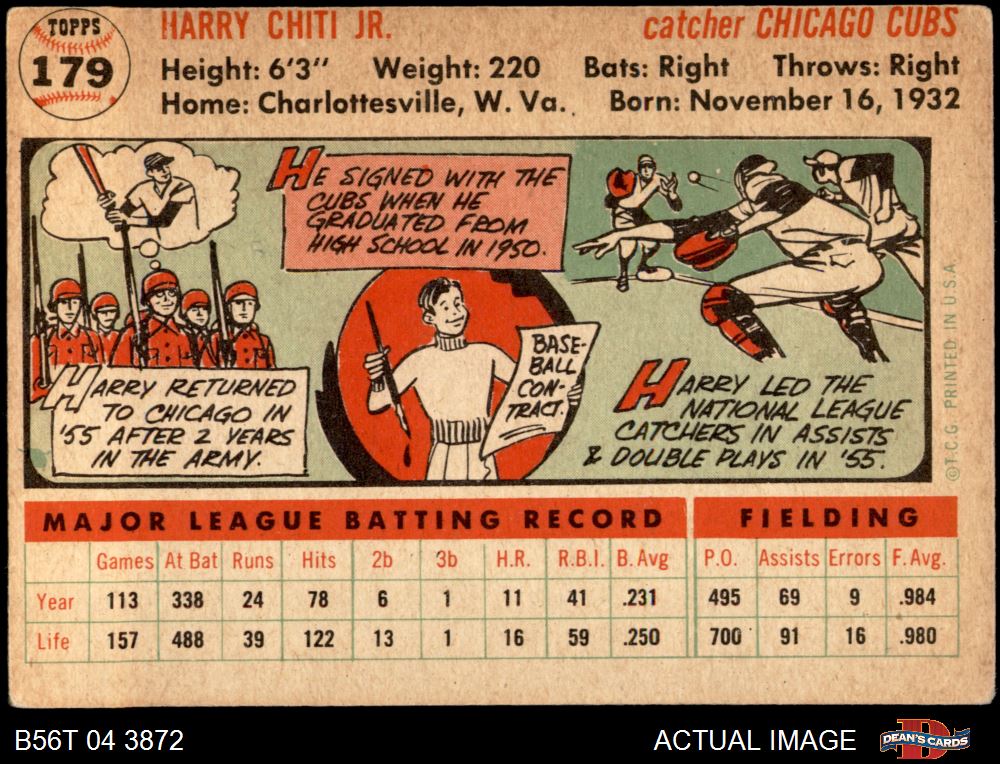 TOPPS
179
HARRY CHITI JR.
catcher CHICAGO CUBS
Height: 6'3" Weight: 220 Bats: Right Throws: Right
Home: Charlottesville, W. Va. Born: November 16, 1932
HE SIGNED WITH THE
CUBS WHEN HE
GRADUATED FROM
HIGH SCHOOL IN 1950.
HARRY RETURNED
TO CHICAGO IN
'55 AFTER 2 YEARS
IN THE ARMY.
BASE-
BALL
CON-
TRACT.
HARRY LED THE
NATIONAL LEAGUE
CATCHERS IN ASSISTS
& DOUBLE PLAYS IN '55.
©T.C.G. PRINTED IN U.S.A.
MAJOR LEAGUE BATTING RECORD FIELDING
Games At Bat Runs Hits 2b 3b H.R. R.B.I. B. Avg P.O. Assists Errors F. Avg.
Year 113 338 24 78 6 1 11 41 .231 495 69 9 .984
Life 157 488 39 122 13 1 16 59 .250 700 91 16 .980
B56T 04 3872
ACTUAL IMAGE
D
DEAN'S CARDS